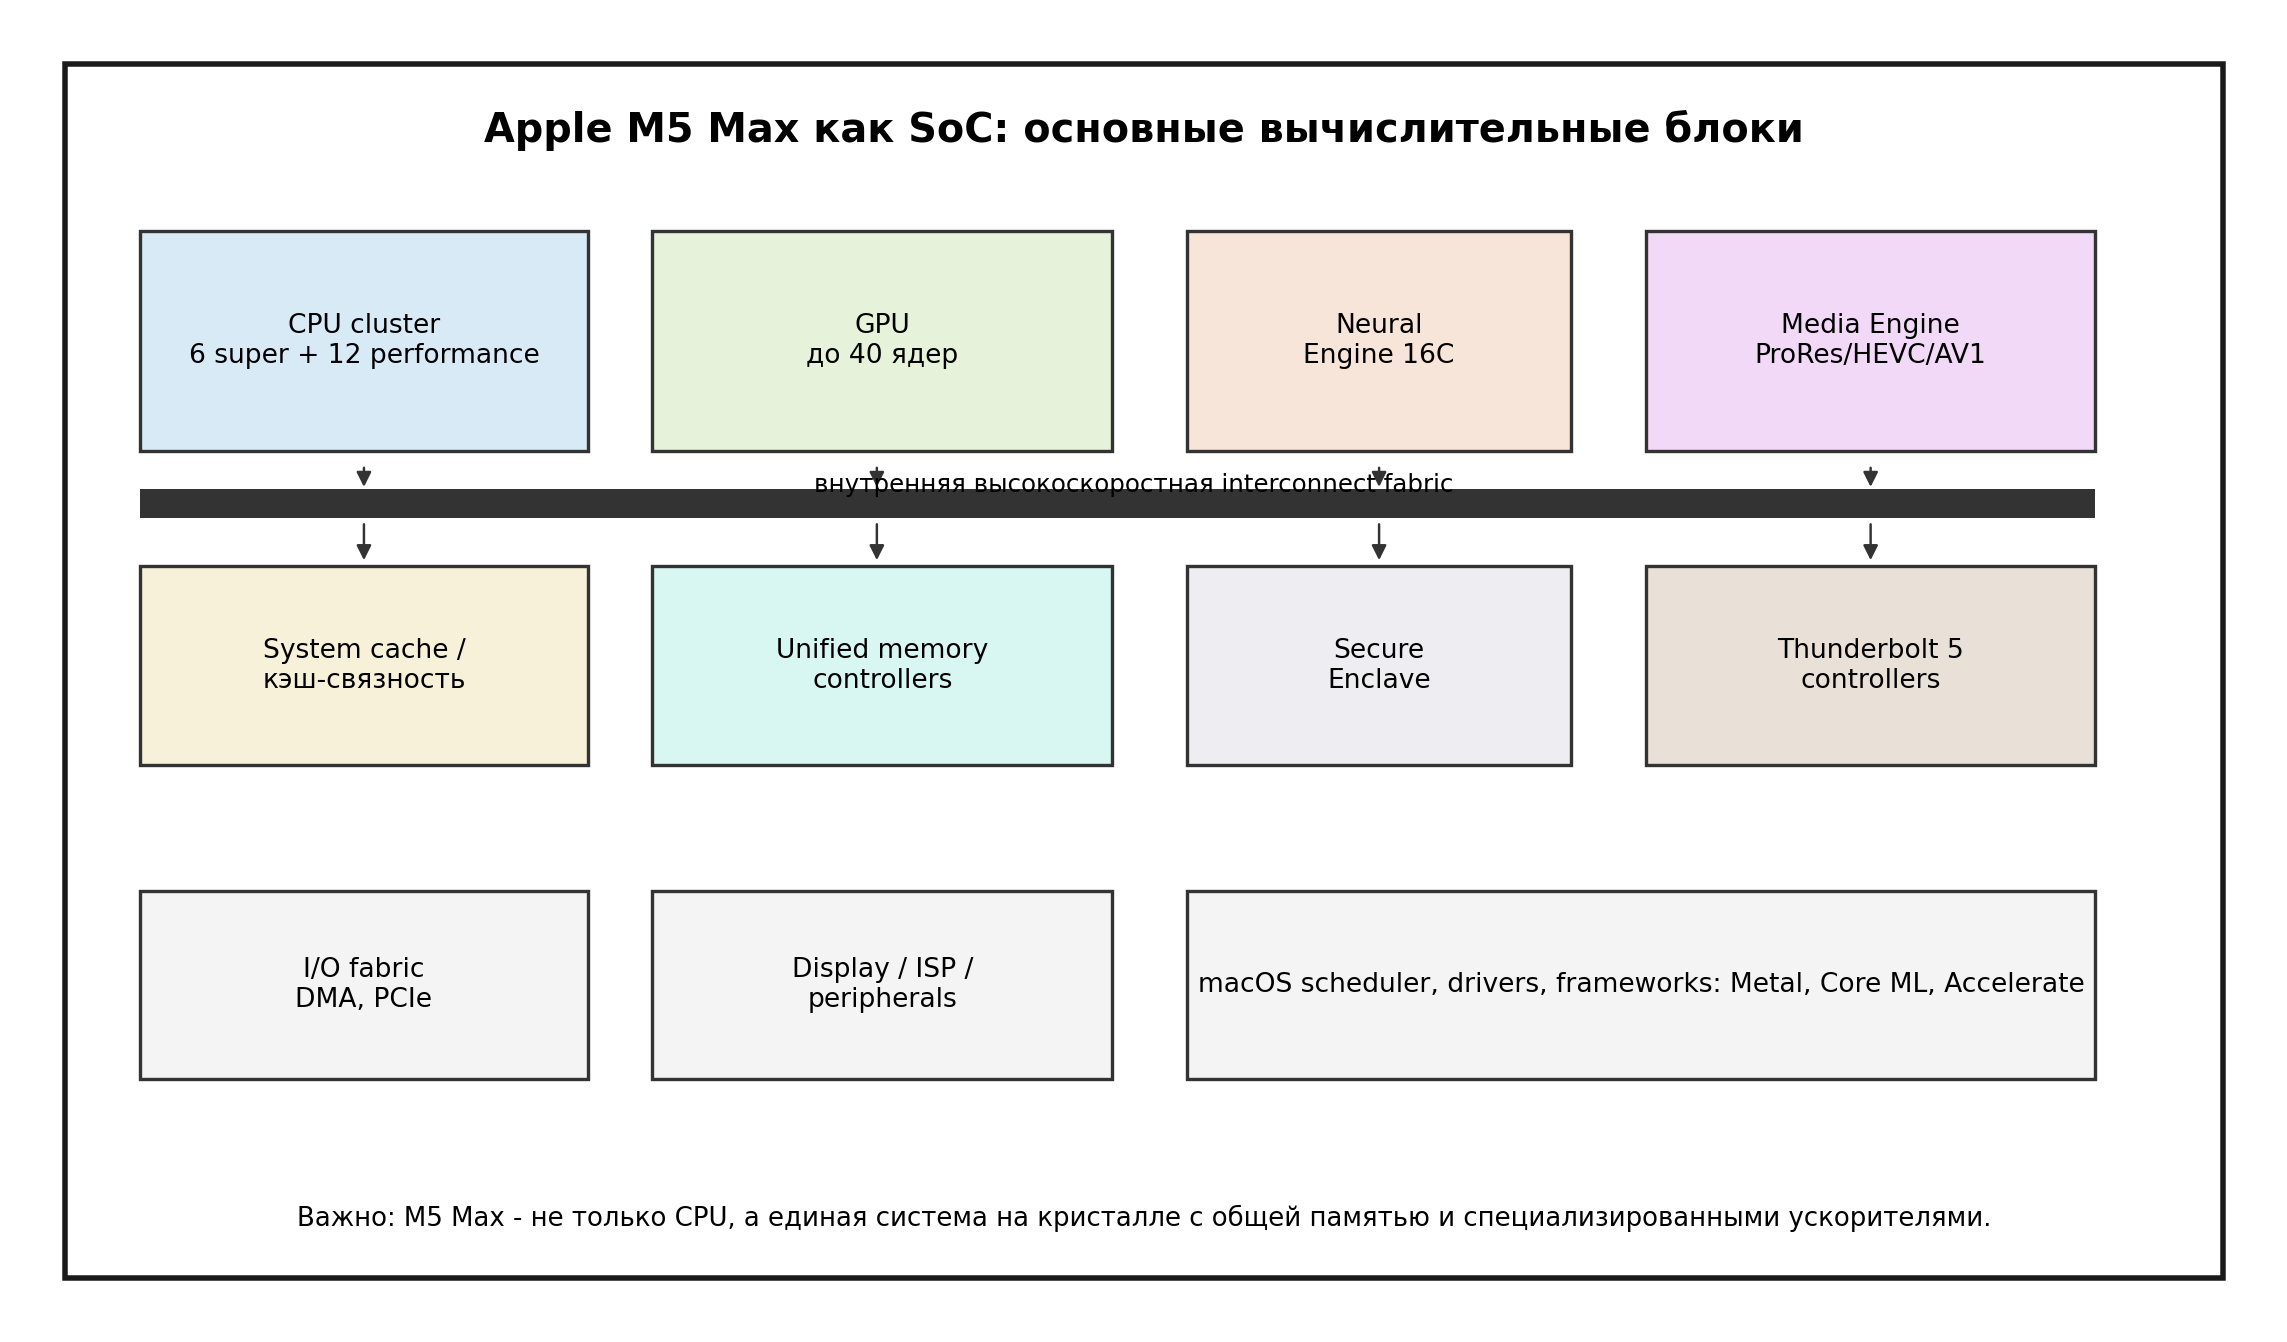 Apple M5 Max как SoC: основные вычислительные блоки
CPU cluster
6 super + 12 performance
GPU
до 40 ядер
Neural
Engine 16C
Media Engine
ProRes/HEVC/AV1
внутренняя высокоскоростная interconnect fabric
System cache /
кэш-связность
Unified memory
controllers
Secure
Enclave
Thunderbolt 5
controllers
I/O fabric
DMA, PCIe
Display / ISP /
peripherals
macOS scheduler, drivers, frameworks: Metal, Core ML, Accelerate
Важно: M5 Max - не только CPU, а единая система на кристалле с общей памятью и специализированными ускорителями.